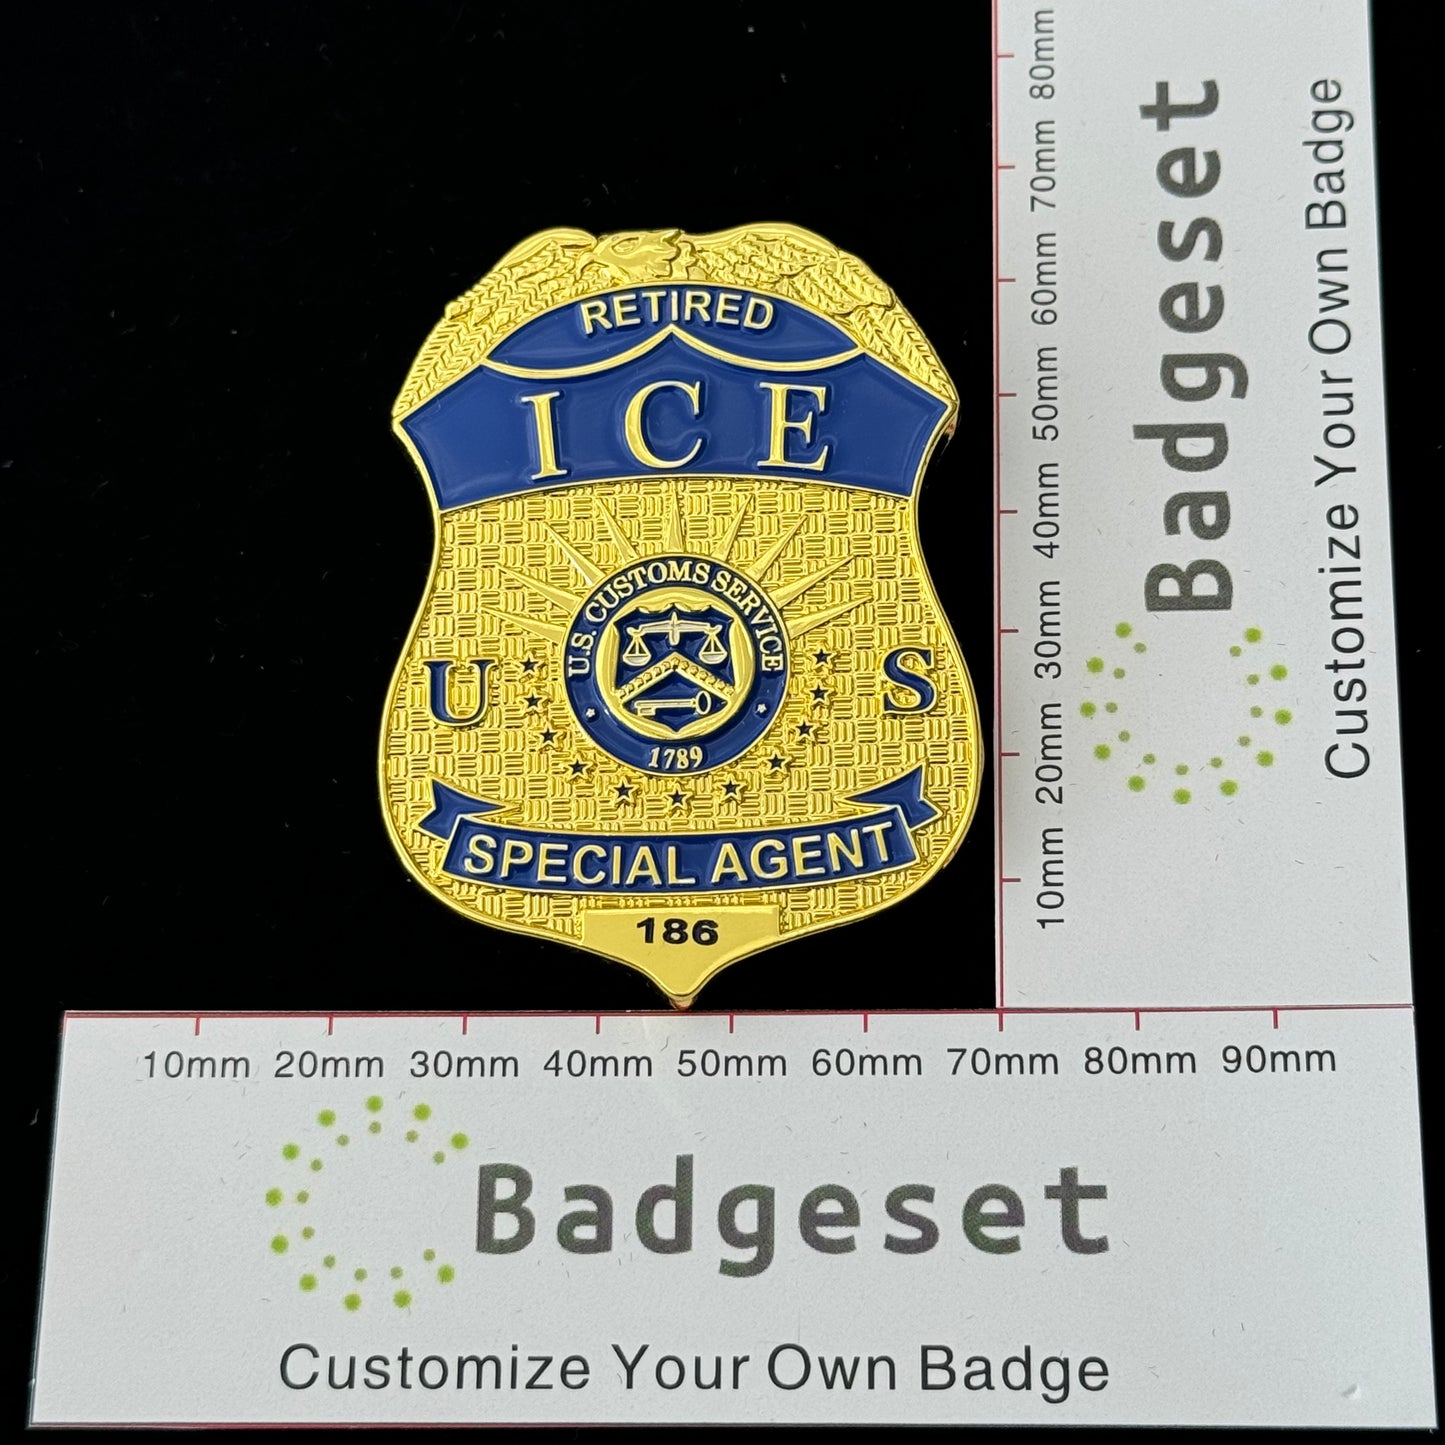 RETIRED
ICE
U.S. CUSTOMS SERVICE
U S
1789
SPECIAL AGENT
186
10mm 20mm 30mm 40mm 50mm 60mm 70mm 80mm
Badgeset
Customize Your Own Badge
10mm 20mm 30mm 40mm 50mm 60mm 70mm 80mm 90mm
Badgeset
Customize Your Own Badge